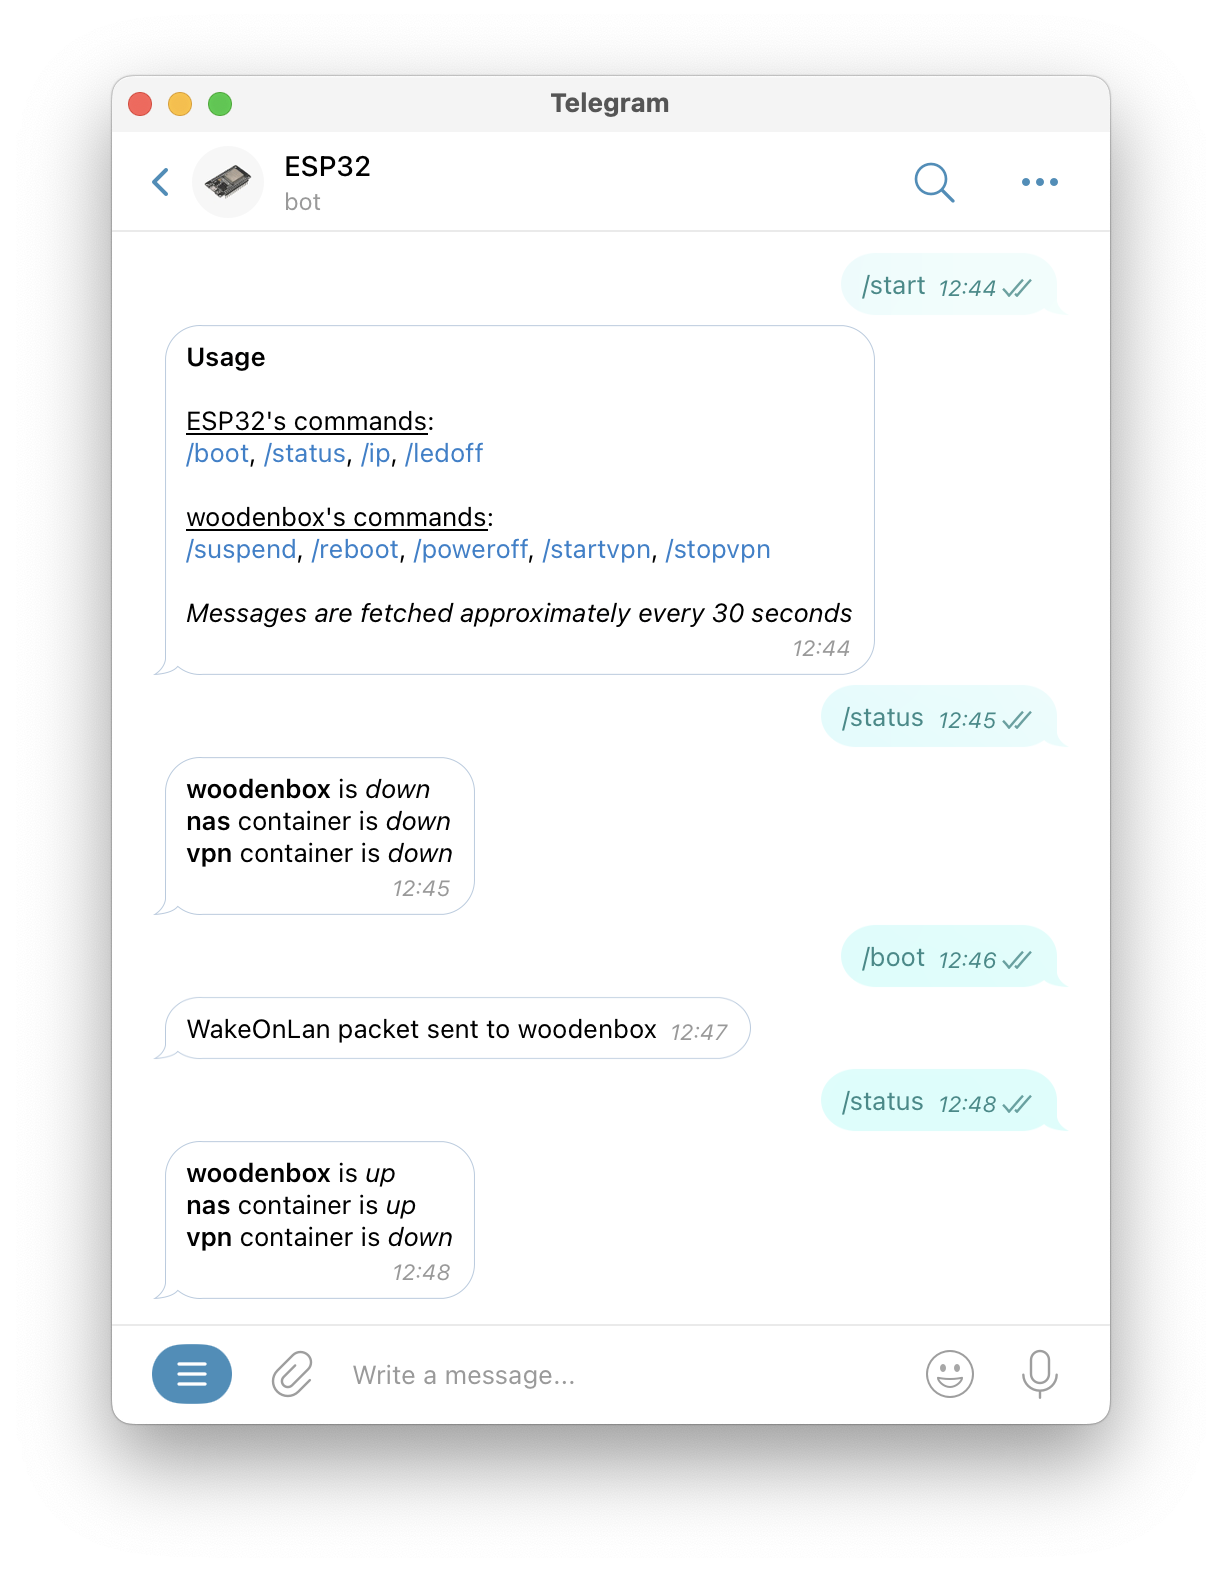 Telegram
ESP32
bot
/start 12:44
Usage
ESP32's commands:
/boot, /status, /ip, /ledoff
woodenbox's commands:
/suspend, /reboot, /poweroff, /startvpn, /stopvpn
Messages are fetched approximately every 30 seconds
12:44
/status 12:45
woodenbox is down
nas container is down
vpn container is down
12:45
/boot 12:46
WakeOnLan packet sent to woodenbox 12:47
/status 12:48
woodenbox is up
nas container is up
vpn container is down
12:48
Write a message...